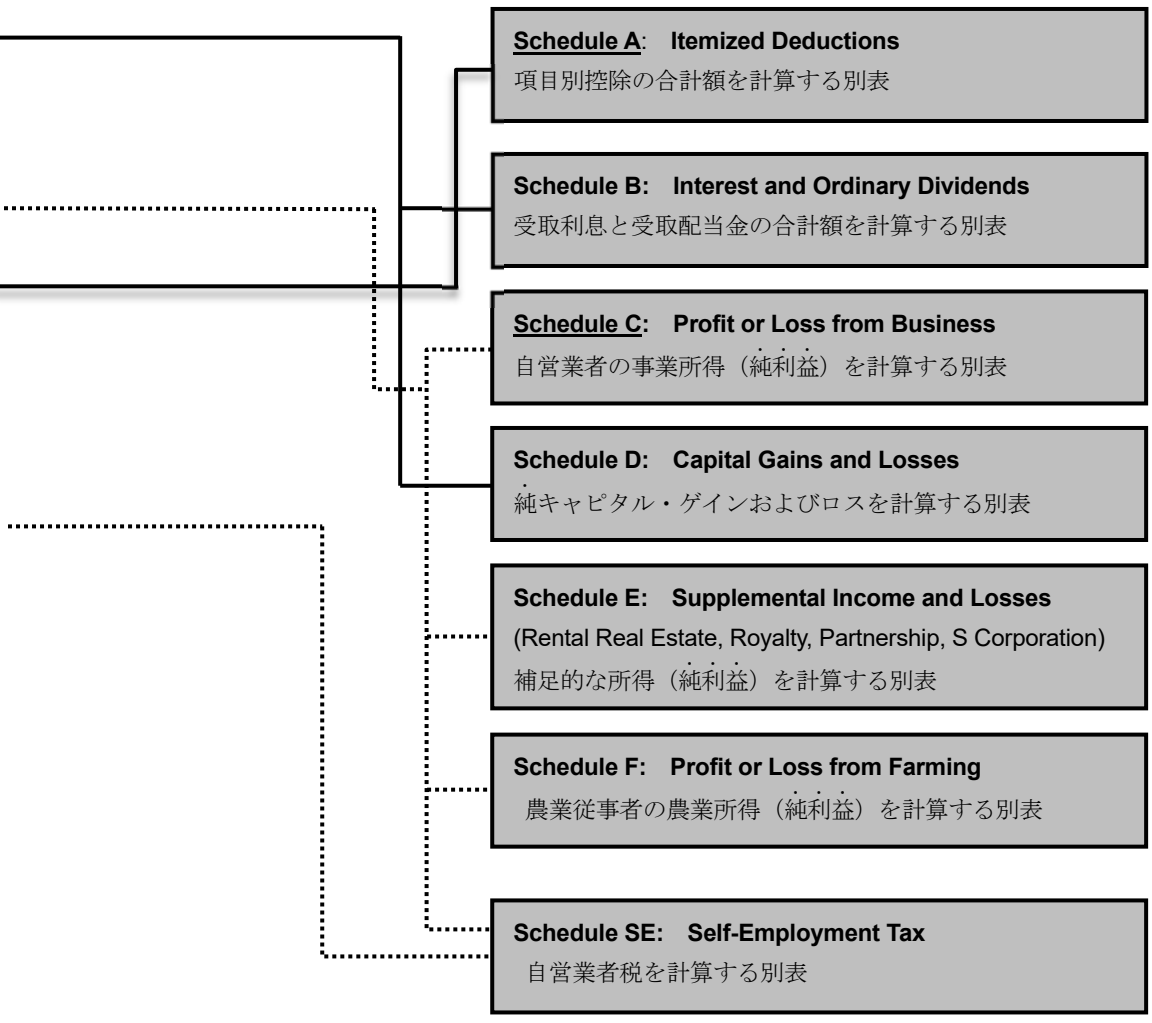 Schedule A:  Itemized Deductions
項目別控除の合計額を計算する別表
Schedule B:  Interest and Ordinary Dividends
受取利息と受取配当金の合計額を計算する別表
Schedule C:  Profit or Loss from Business
自営業者の事業所得（純利益）を計算する別表
Schedule D:  Capital Gains and Losses
純キャピタル・ゲインおよびロスを計算する別表
Schedule E:  Supplemental Income and Losses
(Rental Real Estate, Royalty, Partnership, S Corporation)
補足的な所得（純利益）を計算する別表
Schedule F:  Profit or Loss from Farming
農業従事者の農業所得（純利益）を計算する別表
Schedule SE:  Self-Employment Tax
自営業者税を計算する別表